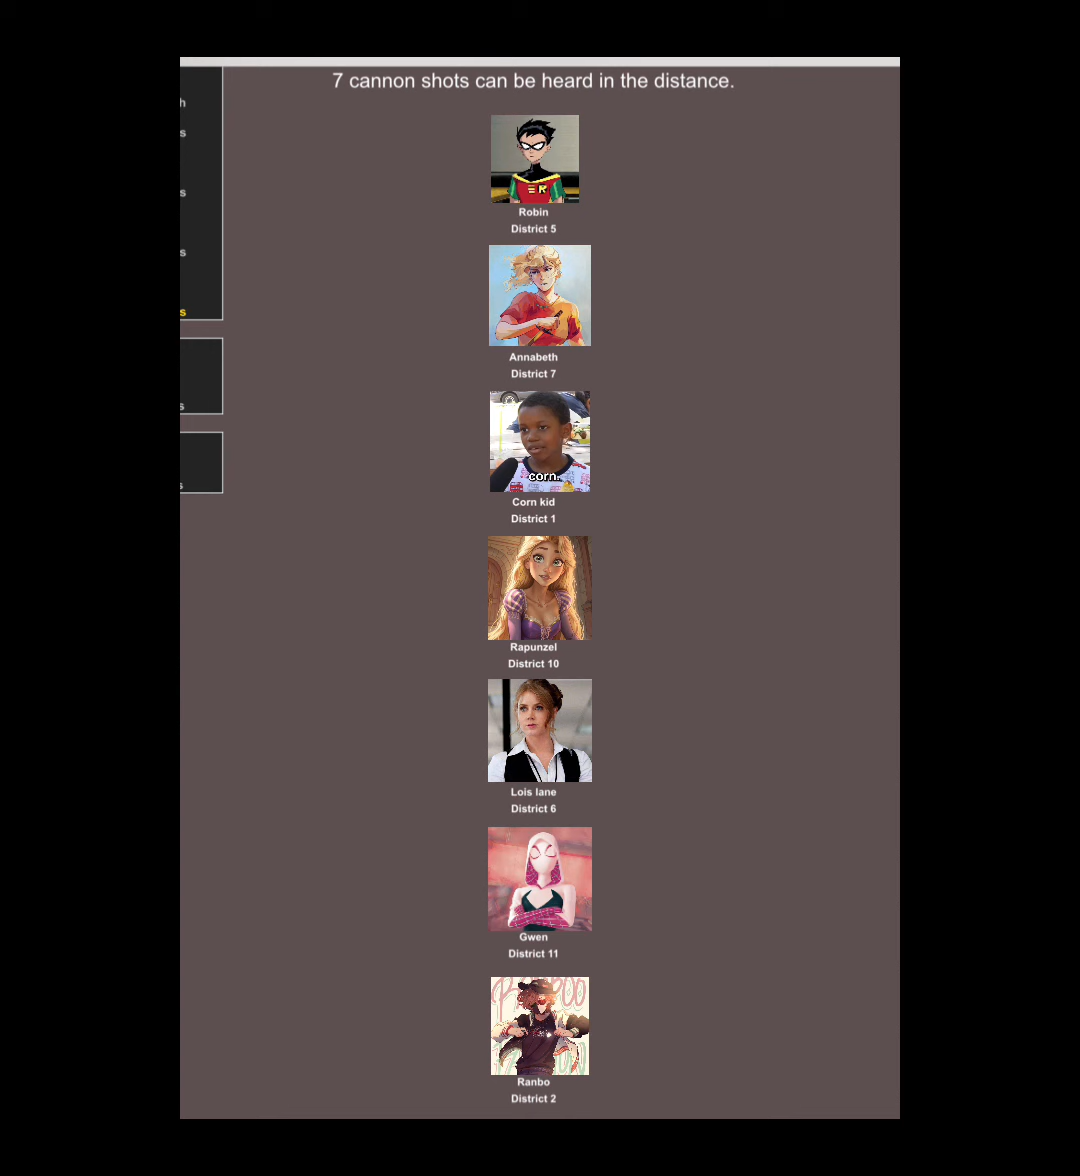 7 cannon shots can be heard in the distance.
h
s
s
s
s
s
s
R
Robin
District 5
Annabeth
District 7
corn.
Corn kid
District 1
Rapunzel
District 10
Lois lane
District 6
Gwen
District 11
Ranbo
District 2